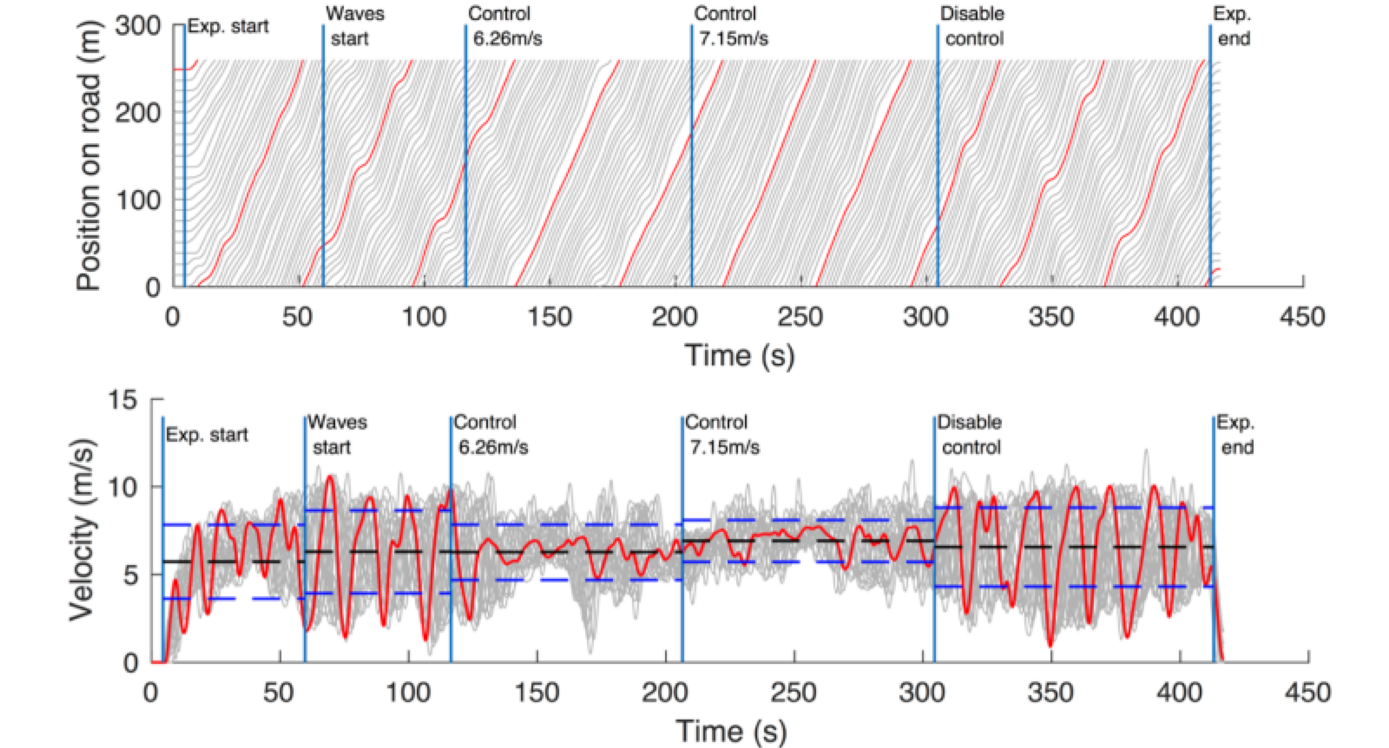 300
200
100
0
Position on road (m)
Exp. start
Waves
start
Control
6.26m/s
Control
7.15m/s
Disable
control
Exp.
end
0 50 100 150 200 250 300 350 400 450
Time (s)
15
10
5
0
Velocity (m/s)
Exp. start
Waves
start
Control
6.26m/s
Control
7.15m/s
Disable
control
Exp.
end
0 50 100 150 200 250 300 350 400 450
Time (s)